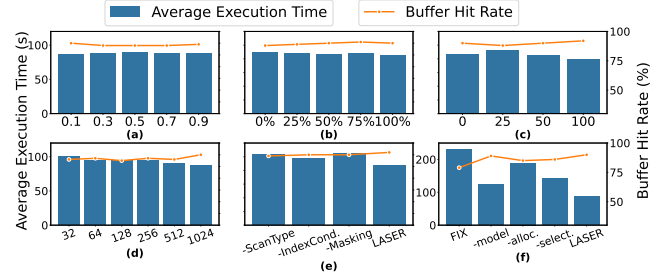 Average Execution Time Buffer Hit Rate
Average Execution Time (s)
Buffer Hit Rate (%)
100 50 0
0.1 0.3 0.5 0.7 0.9
(a)
0% 25% 50% 75% 100%
(b)
100 75 50
0 25 50 100
(c)
100 50 0
32 64 128 256 512 1024
(d)
-ScanType -IndexCond. -Masking LASER
(e)
200 100 0
100 75 50
FIX -model -alloc. -select. LASER
(f)